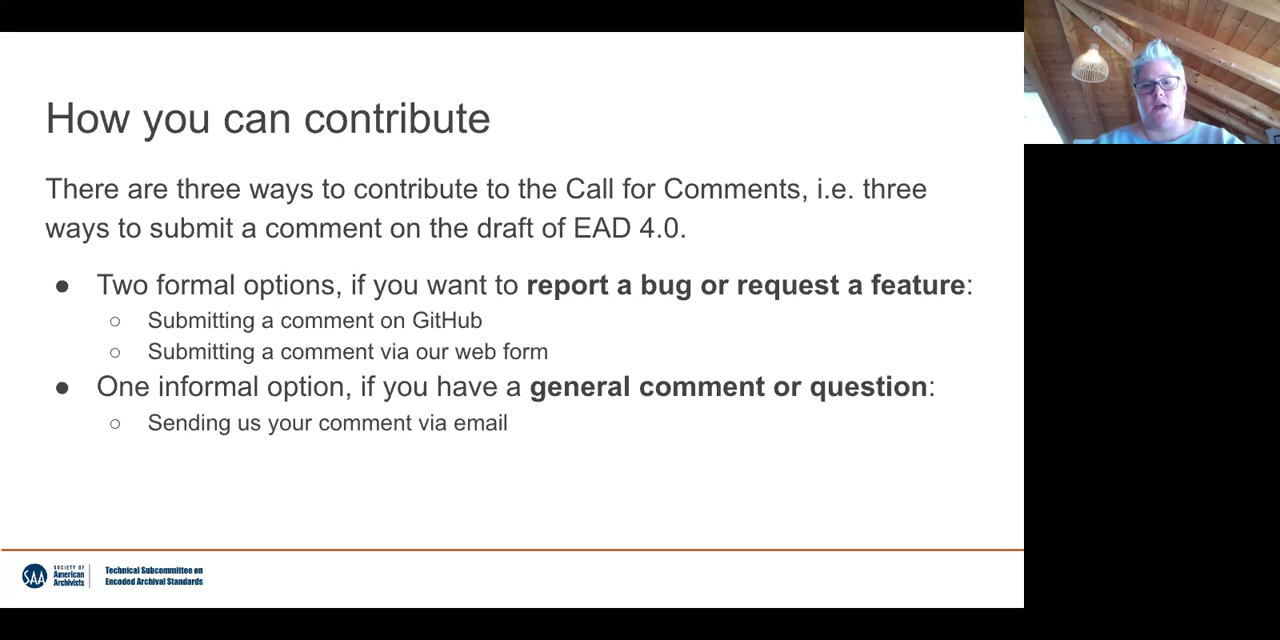 How you can contribute
There are three ways to contribute to the Call for Comments, i.e. three
ways to submit a comment on the draft of EAD 4.0.
● Two formal options, if you want to report a bug or request a feature:
○ Submitting a comment on GitHub
○ Submitting a comment via our web form
● One informal option, if you have a general comment or question:
○ Sending us your comment via email
SAA
SOCIETY OF
American
Archivists
Technical Subcommittee on
Encoded Archival Standards